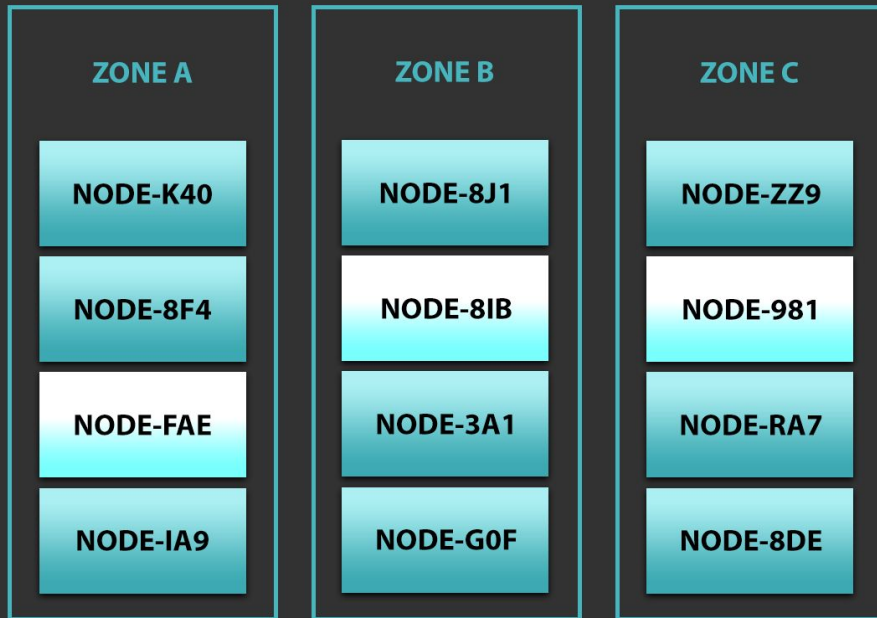 ZONE A
NODE-K40
NODE-8F4
NODE-FAE
NODE-IA9
ZONE B
NODE-8J1
NODE-8IB
NODE-3A1
NODE-G0F
ZONE C
NODE-ZZ9
NODE-981
NODE-RA7
NODE-8DE